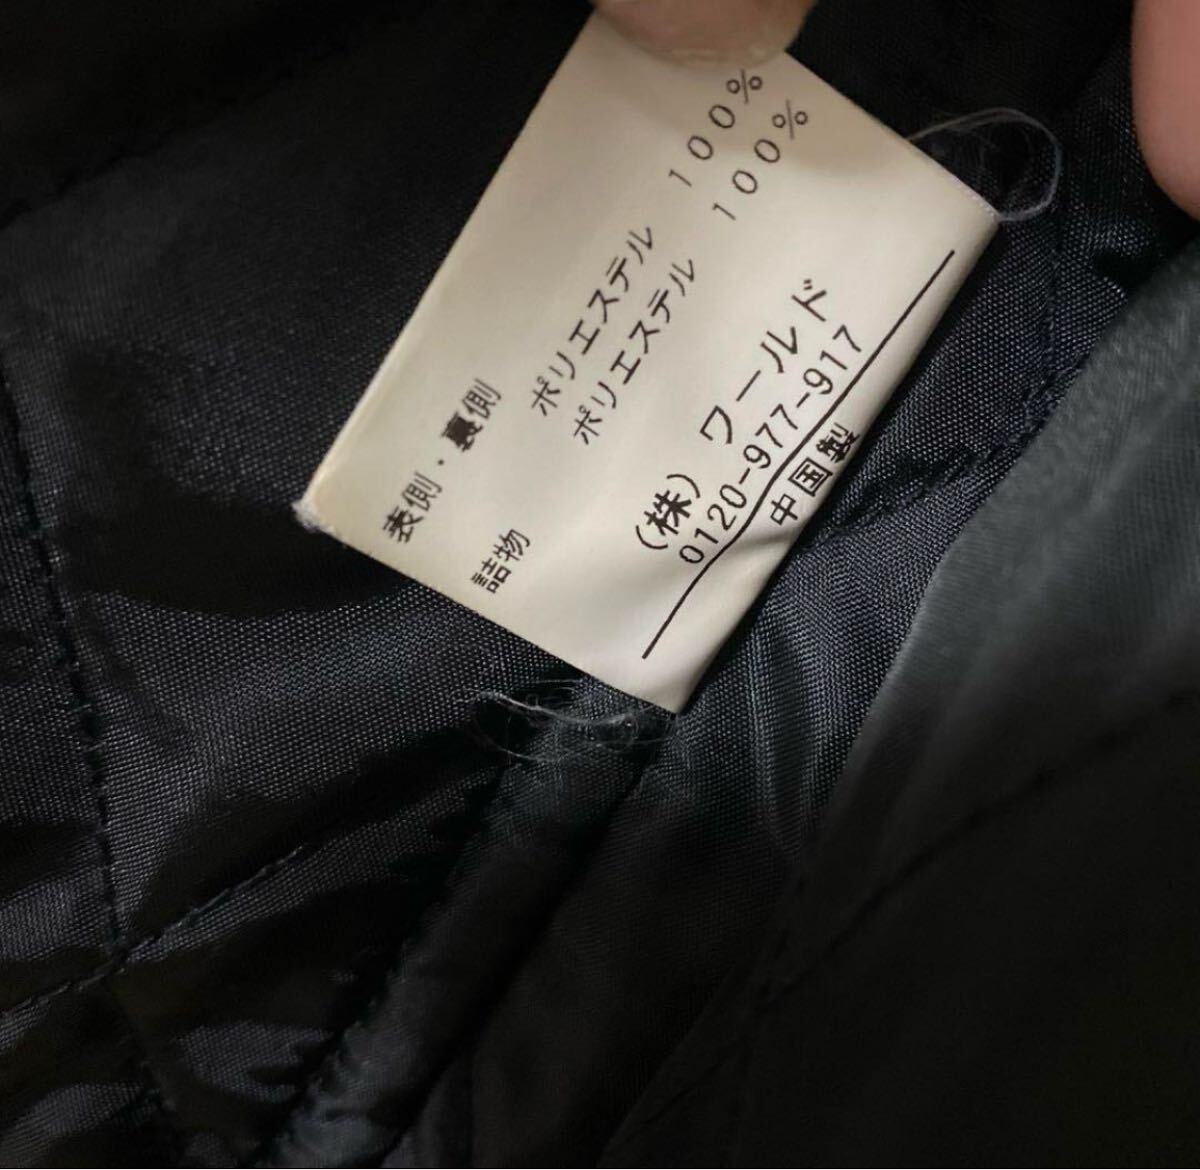 表側・裏側 ポリエステル 100%
詰物 ポリエステル 100%
(株) ワールド
0120-977-917
中国製